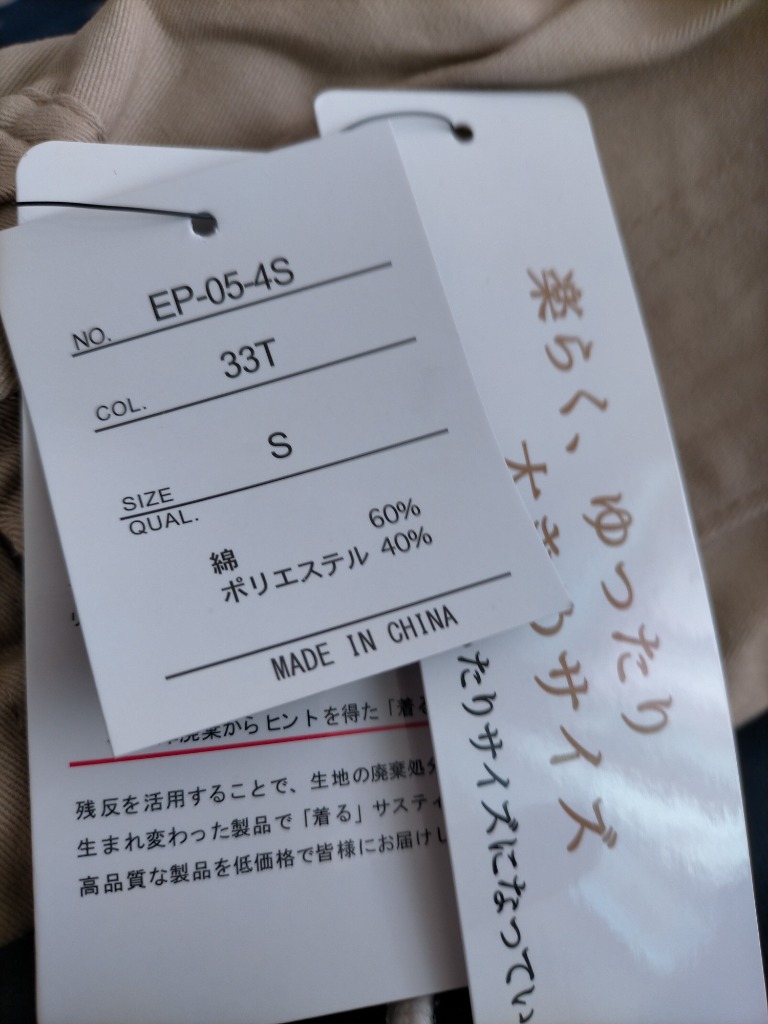 NO. EP-05-4S
COL. 33T
SIZE S
QUAL.
綿 60%
ポリエステル 40%
MADE IN CHINA
楽らく、ゆったり
サイズ
たりサイズになってい
廃棄からヒントを得た「着る
残反を活用することで、生地の廃棄処分
生まれ変わった製品で「着る」サステ
高品質な製品を低価格で皆様にお届けし